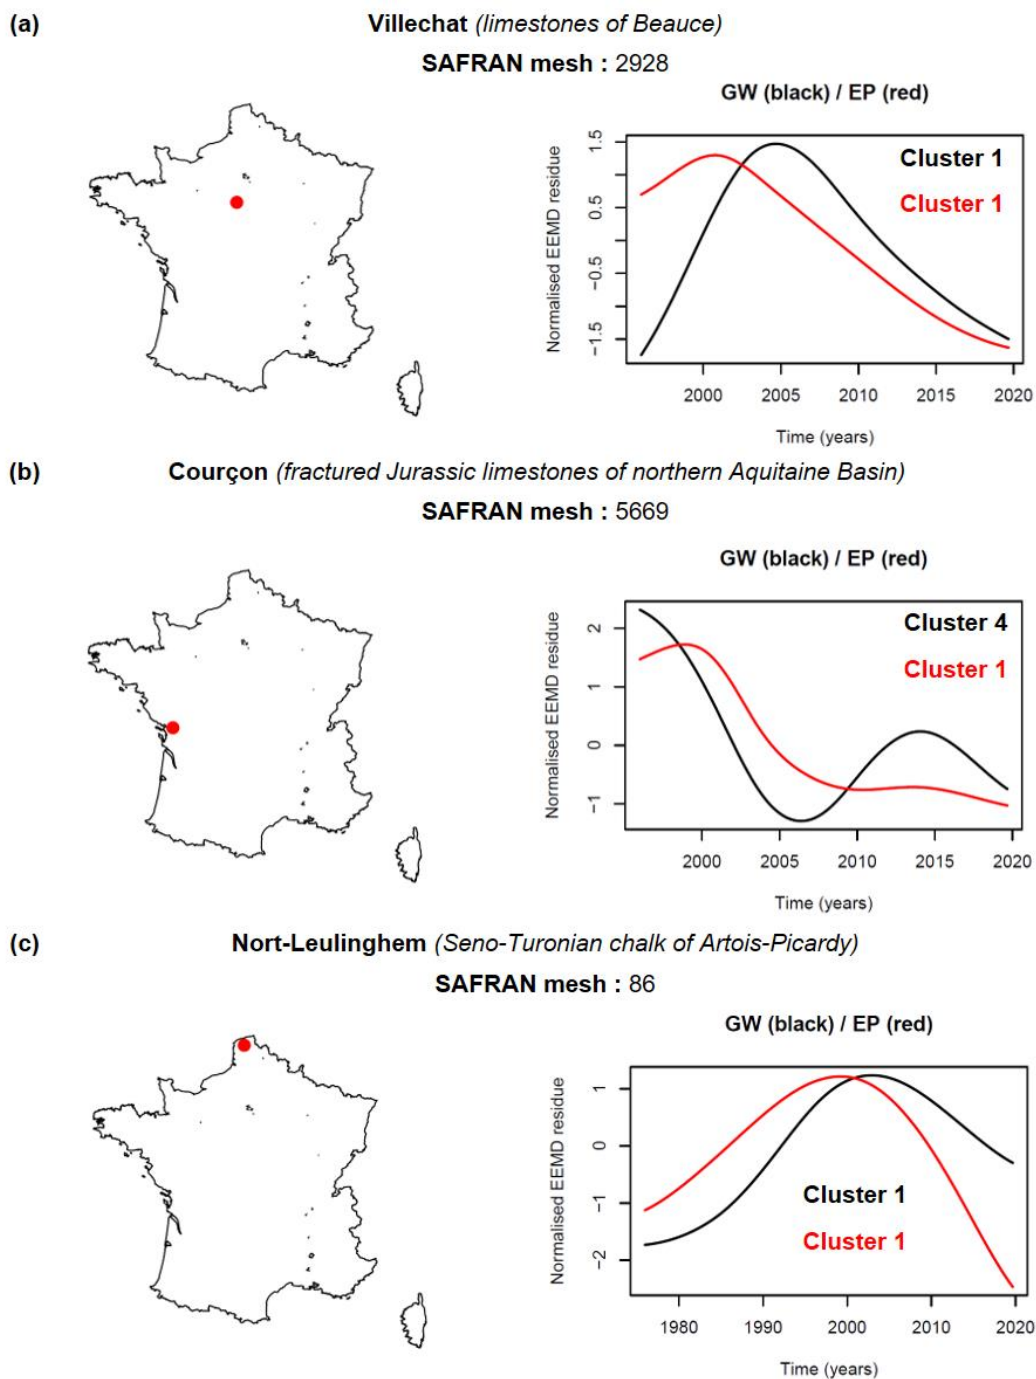 (a) Villechat (limestones of Beauce)
SAFRAN mesh : 2928
GW (black) / EP (red)
Normalised EEMD residue
1.5
0.5
−0.5
−1.5
Cluster 1
Cluster 1
2000 2005 2010 2015 2020
Time (years)
(b) Courçon (fractured Jurassic limestones of northern Aquitaine Basin)
SAFRAN mesh : 5669
GW (black) / EP (red)
Normalised EEMD residue
2
1
0
−1
Cluster 4
Cluster 1
2000 2005 2010 2015 2020
Time (years)
(c) Nort-Leulinghem (Seno-Turonian chalk of Artois-Picardy)
SAFRAN mesh : 86
GW (black) / EP (red)
Normalised EEMD residue
1
0
−1
−2
Cluster 1
Cluster 1
1980 1990 2000 2010 2020
Time (years)